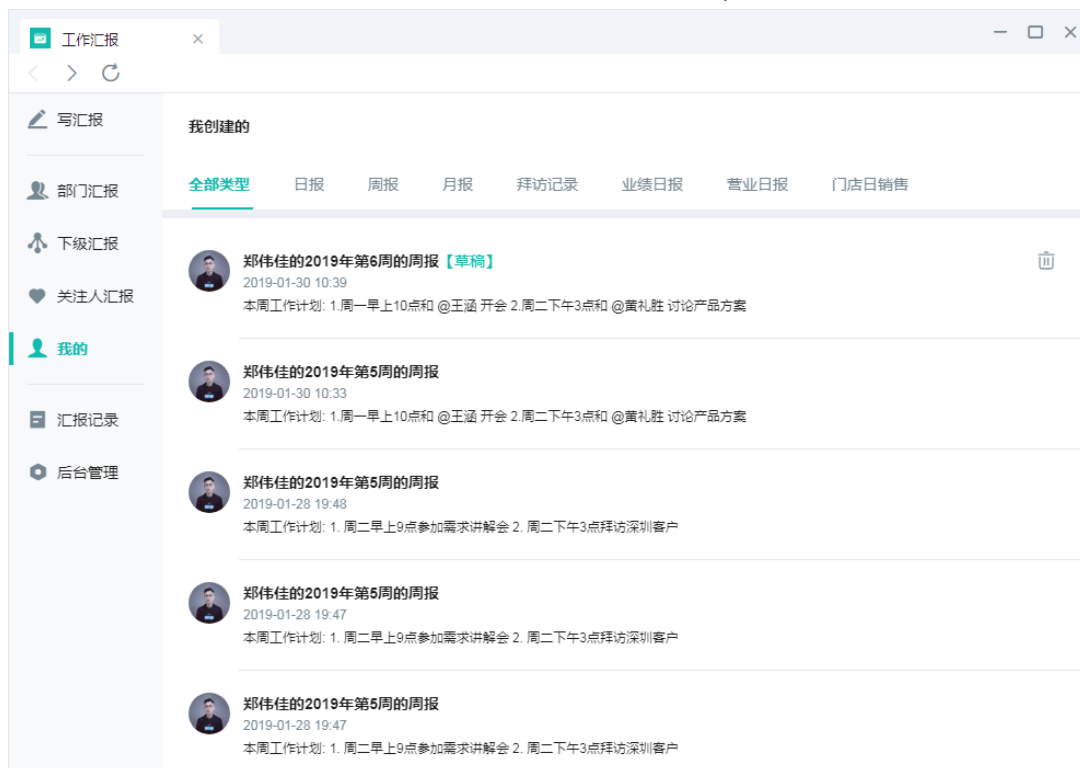 工作汇报
写汇报
部门汇报
下级汇报
关注人汇报
我的
汇报记录
后台管理
我创建的
全部类型 日报 周报 月报 拜访记录 业绩日报 营业日报 门店日销售
郑伟佳的2019年第6周的周报【草稿】
2019-01-30 10:39
本周工作计划: 1.周一早上10点和 @王涵 开会 2.周二下午3点和 @黄礼胜 讨论产品方案
郑伟佳的2019年第5周的周报
2019-01-30 10:33
本周工作计划: 1.周一早上10点和 @王涵 开会 2.周二下午3点和 @黄礼胜 讨论产品方案
郑伟佳的2019年第5周的周报
2019-01-28 19:48
本周工作计划: 1. 周二早上9点参加需求讲解会 2. 周二下午3点拜访深圳客户
郑伟佳的2019年第5周的周报
2019-01-28 19:47
本周工作计划: 1. 周二早上9点参加需求讲解会 2. 周二下午3点拜访深圳客户
郑伟佳的2019年第5周的周报
2019-01-28 19:47
本周工作计划: 1. 周二早上9点参加需求讲解会 2. 周二下午3点拜访深圳客户